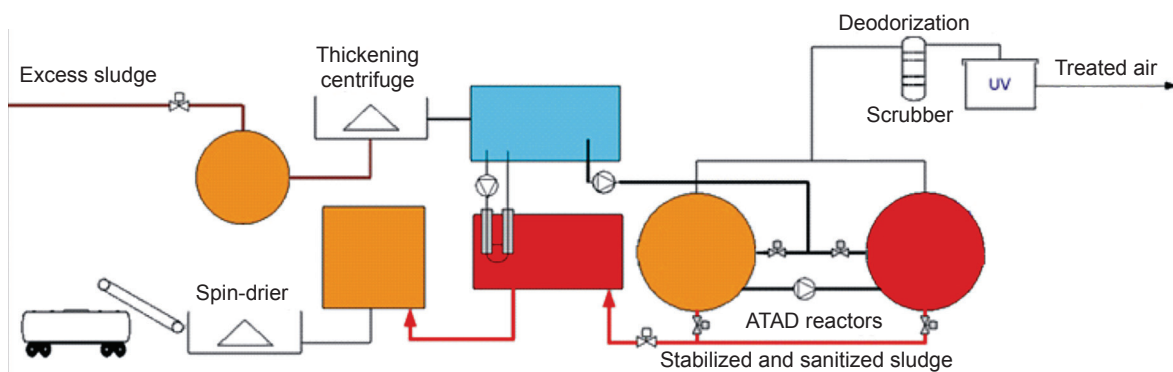 Deodorization
Thickening
centrifuge
Excess sludge
UV
Treated air
Scrubber
Spin-drier
ATAD reactors
Stabilized and sanitized sludge